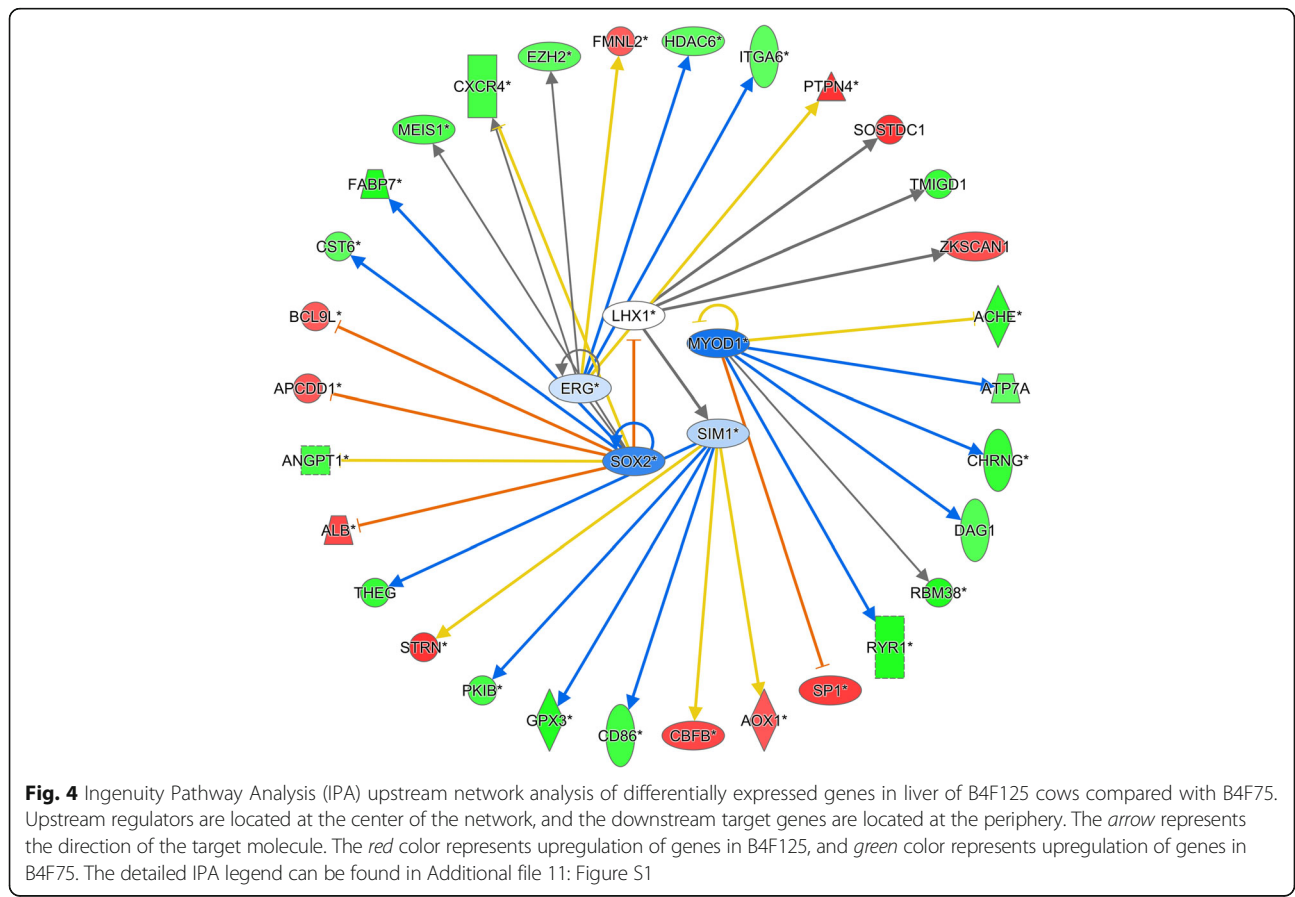 FMNL2*
HDAC6*
EZH2*
ITGA6*
CXCR4*
PTPN4*
MEIS1*
SOSTDC1
FABP7*
TMIGD1
CST6*
ZKSCAN1
BCL9L*
LHX1*
ACHE*
MYOD1*
APCDD1*
ERG*
ATP7A
SIM1*
ANGPT1*
SOX2*
CHRNG*
ALB*
DAG1
THEG
RBM38*
STRN*
RYR1*
PKIB*
SP1*
GPX3*
CD86*
CBFB*
AOX1*
Fig. 4 Ingenuity Pathway Analysis (IPA) upstream network analysis of differentially expressed genes in liver of B4F125 cows compared with B4F75.
Upstream regulators are located at the center of the network, and the downstream target genes are located at the periphery. The arrow represents
the direction of the target molecule. The red color represents upregulation of genes in B4F125, and green color represents upregulation of genes in
B4F75. The detailed IPA legend can be found in Additional file 11: Figure S1